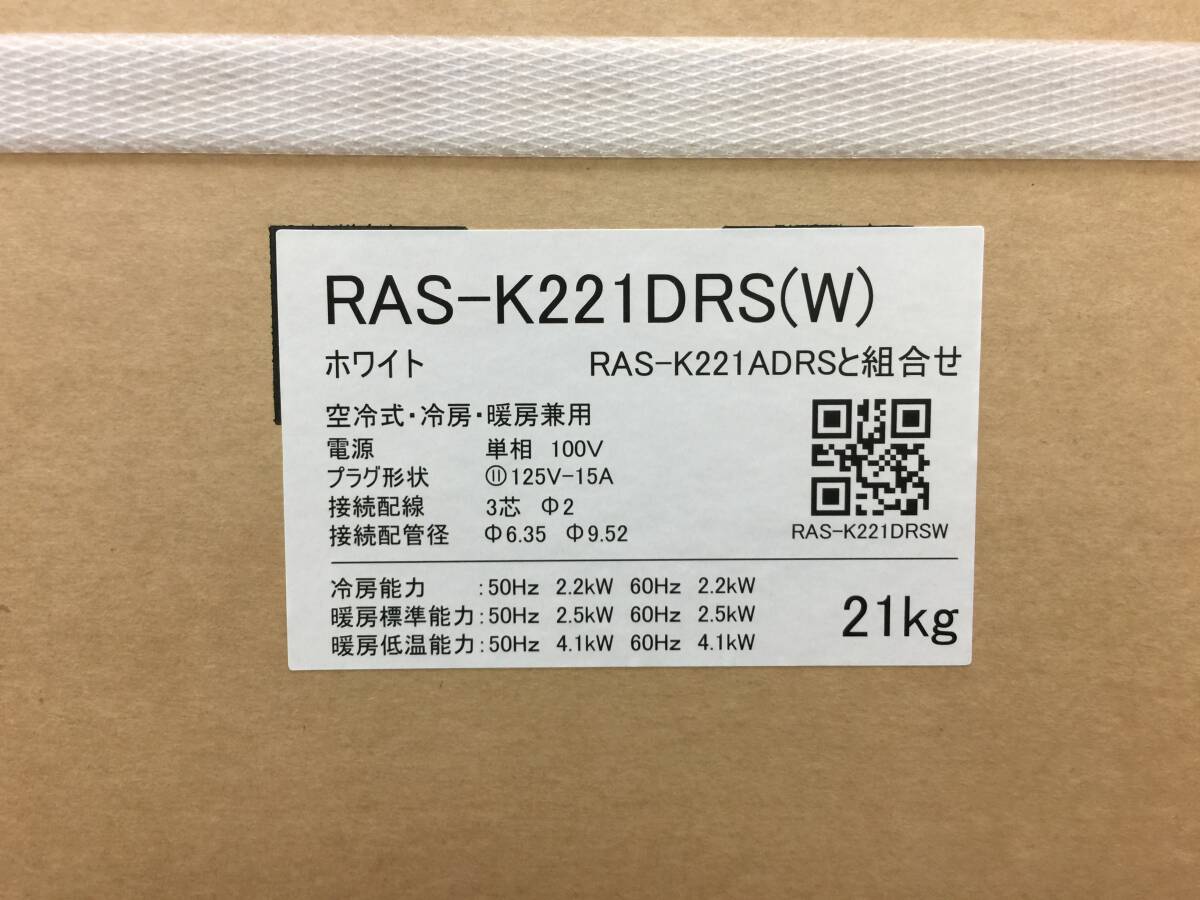 RAS-K221DRS(W)
ホワイト RAS-K221ADRSと組合せ
空冷式・冷房・暖房兼用
電源 単相 100V
プラグ形状 ⑪125V-15A
接続配線 3芯 Φ2
接続配管径 Φ6.35 Φ9.52
RAS-K221DRSW
冷房能力 :50Hz 2.2kW 60Hz 2.2kW
暖房標準能力:50Hz 2.5kW 60Hz 2.5kW
暖房低温能力:50Hz 4.1kW 60Hz 4.1kW
21kg